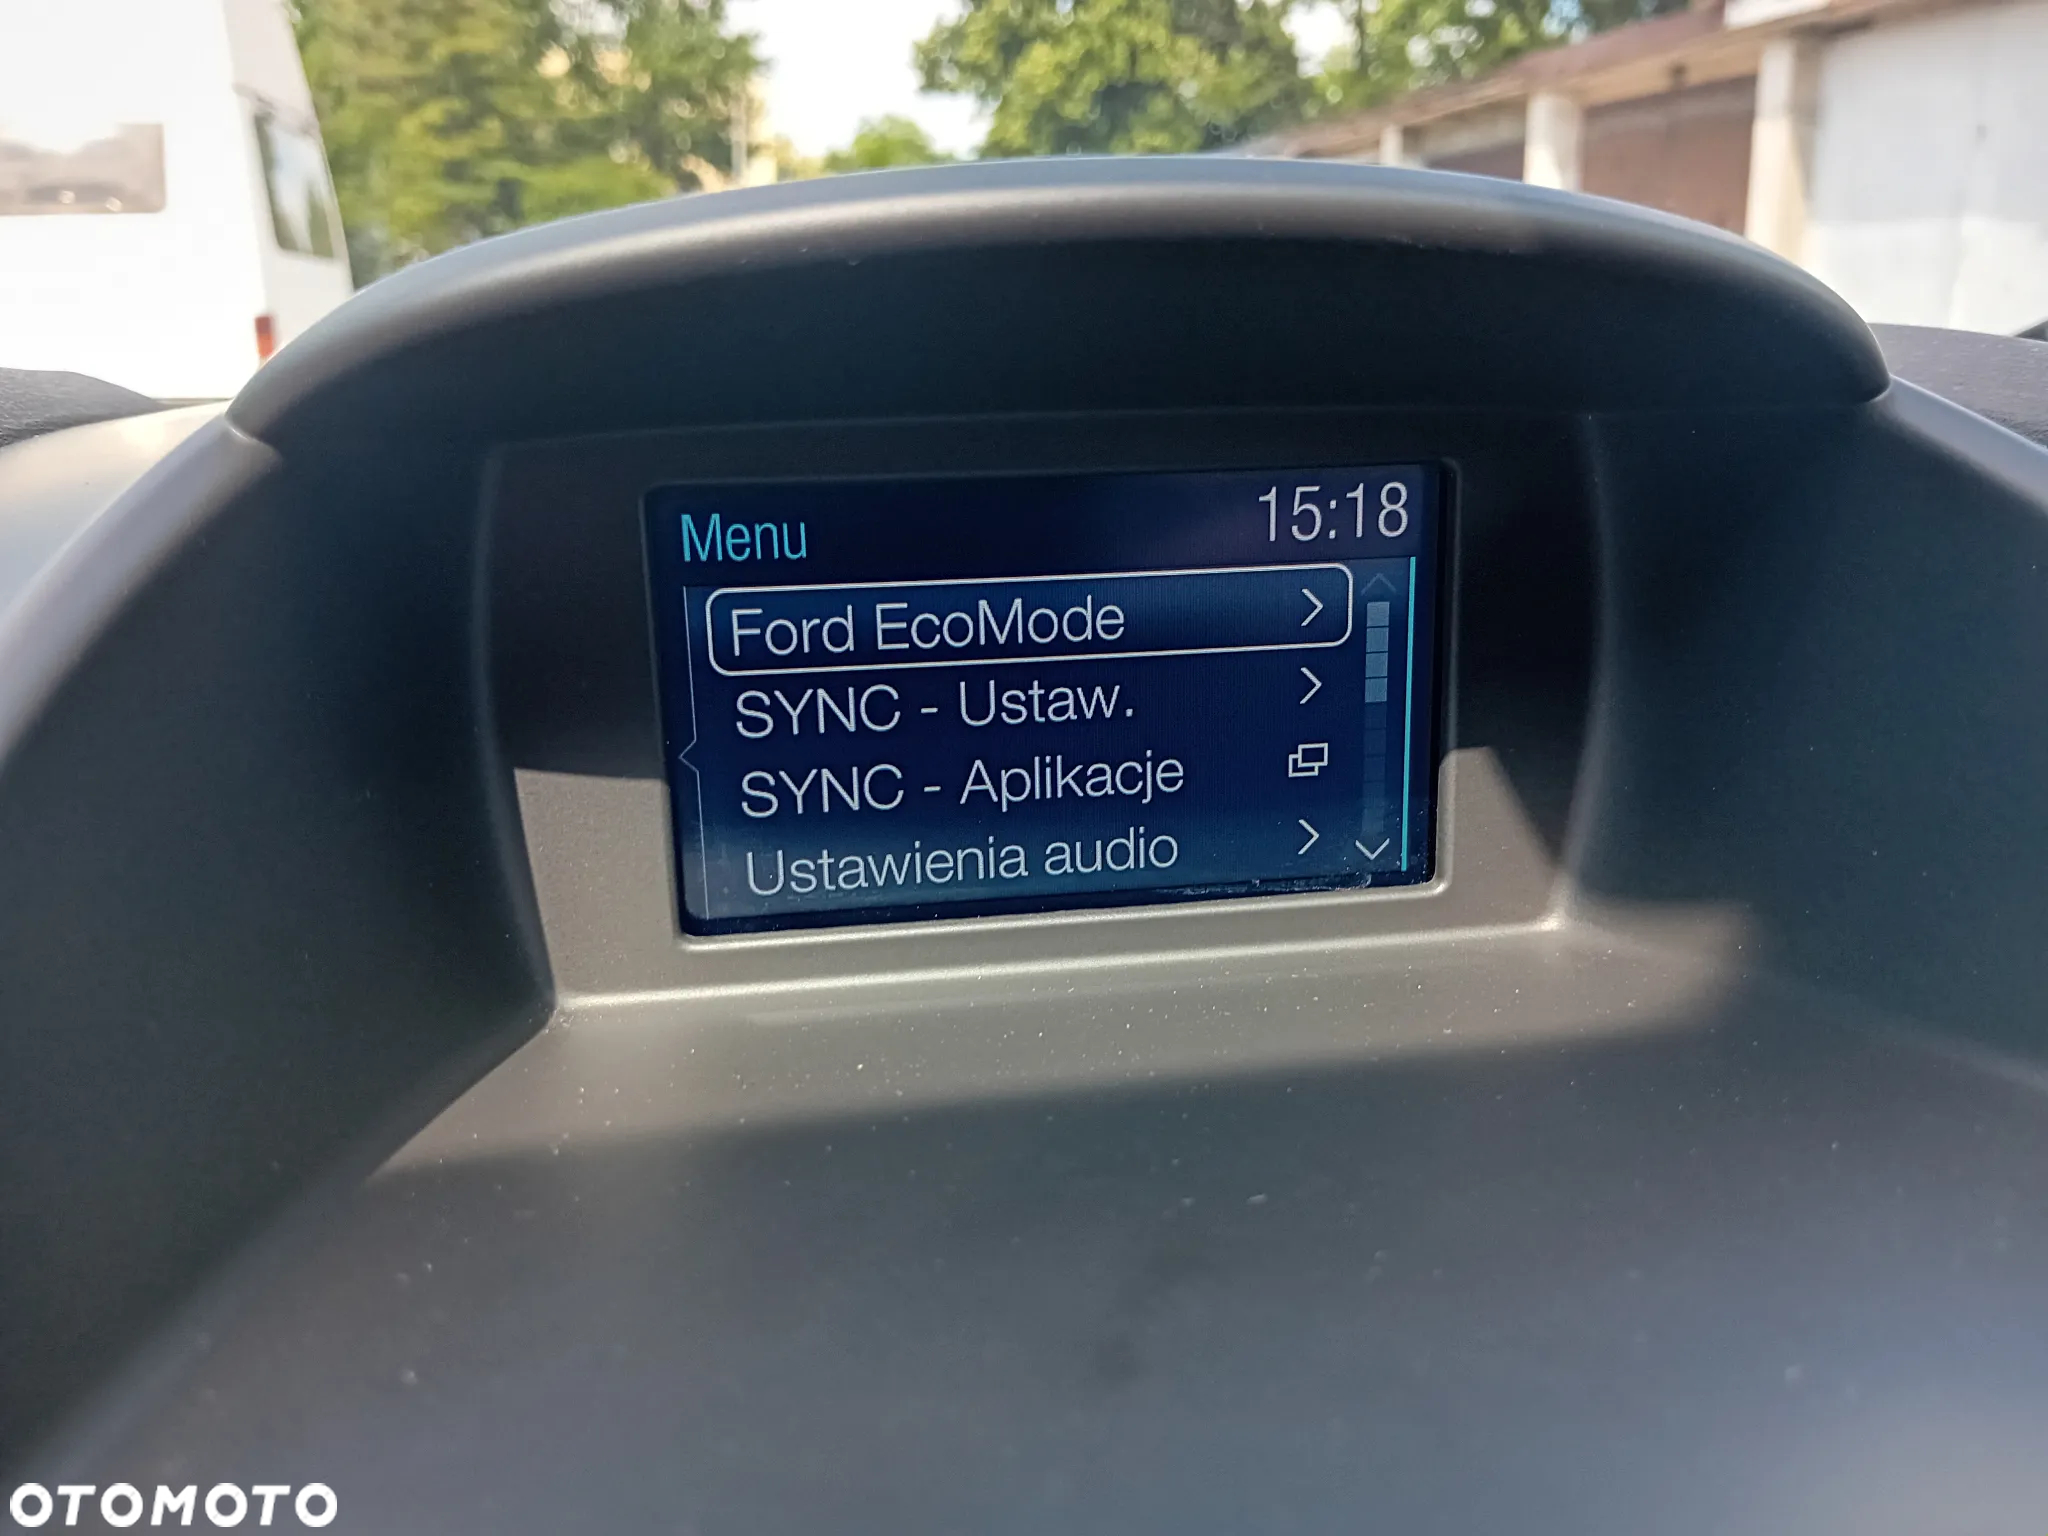 Menu 15:18
Ford EcoMode
SYNC - Ustaw.
SYNC - Aplikacje
Ustawienia audio
OTOMOTO